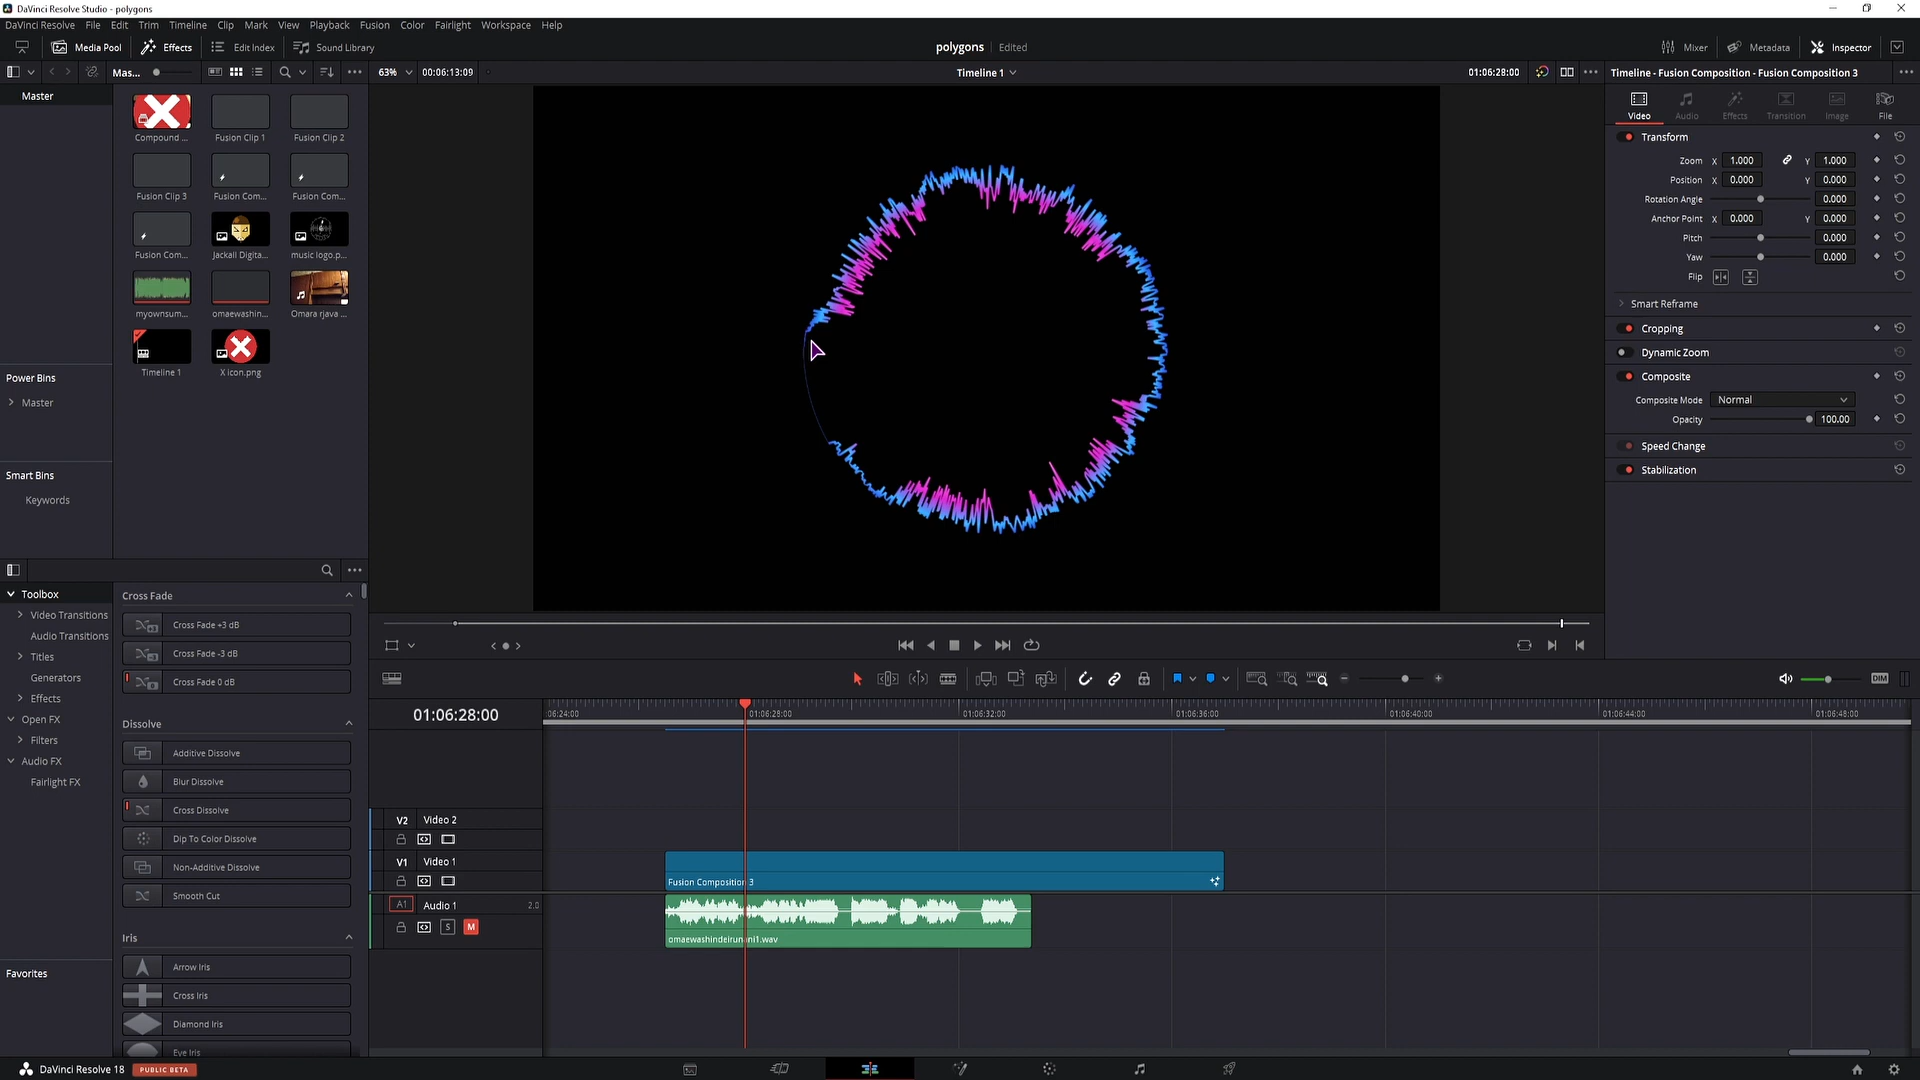 DaVinci Resolve Studio - polygons
DaVinci Resolve File Edit Trim Timeline Clip Mark View Playback Fusion Color Fairlight Workspace Help
Media Pool Effects Edit Index Sound Library
polygons Edited
Mixer Metadata Inspector
Mas...
63% 00:06:13:09
Timeline 1
01:06:28:00
Timeline - Fusion Composition - Fusion Composition 3
Master
Compound ... Fusion Clip 1 Fusion Clip 2
Fusion Clip 3 Fusion Com... Fusion Com...
Fusion Com... Jackall Digita... music logo.p...
myownsum... omaewashin... Omara rjava ...
Timeline 1 X icon.png
Power Bins
Master
Smart Bins
Keywords
Video Audio Effects Transition Image File
Transform
Zoom X 1.000 Y 1.000
Position X 0.000 Y 0.000
Rotation Angle 0.000
Anchor Point X 0.000 Y 0.000
Pitch 0.000
Yaw 0.000
Flip
Smart Reframe
Cropping
Dynamic Zoom
Composite
Composite Mode Normal
Opacity 100.00
Speed Change
Stabilization
Toolbox
Video Transitions
Audio Transitions
Titles
Generators
Effects
Open FX
Filters
Audio FX
Fairlight FX
Favorites
Cross Fade
Cross Fade +3 dB
Cross Fade -3 dB
Cross Fade 0 dB
Dissolve
Additive Dissolve
Blur Dissolve
Cross Dissolve
Dip To Color Dissolve
Non-Additive Dissolve
Smooth Cut
Iris
Arrow Iris
Cross Iris
Diamond Iris
Eye Iris
DIM
01:06:28:00
06:24:00 01:06:28:00 01:06:32:00 01:06:36:00 01:06:40:00 01:06:44:00 01:06:48:00
V2 Video 2
V1 Video 1
Fusion Composition 3
A1 Audio 1 2.0
S M
DaVinci Resolve 18 PUBLIC BETA